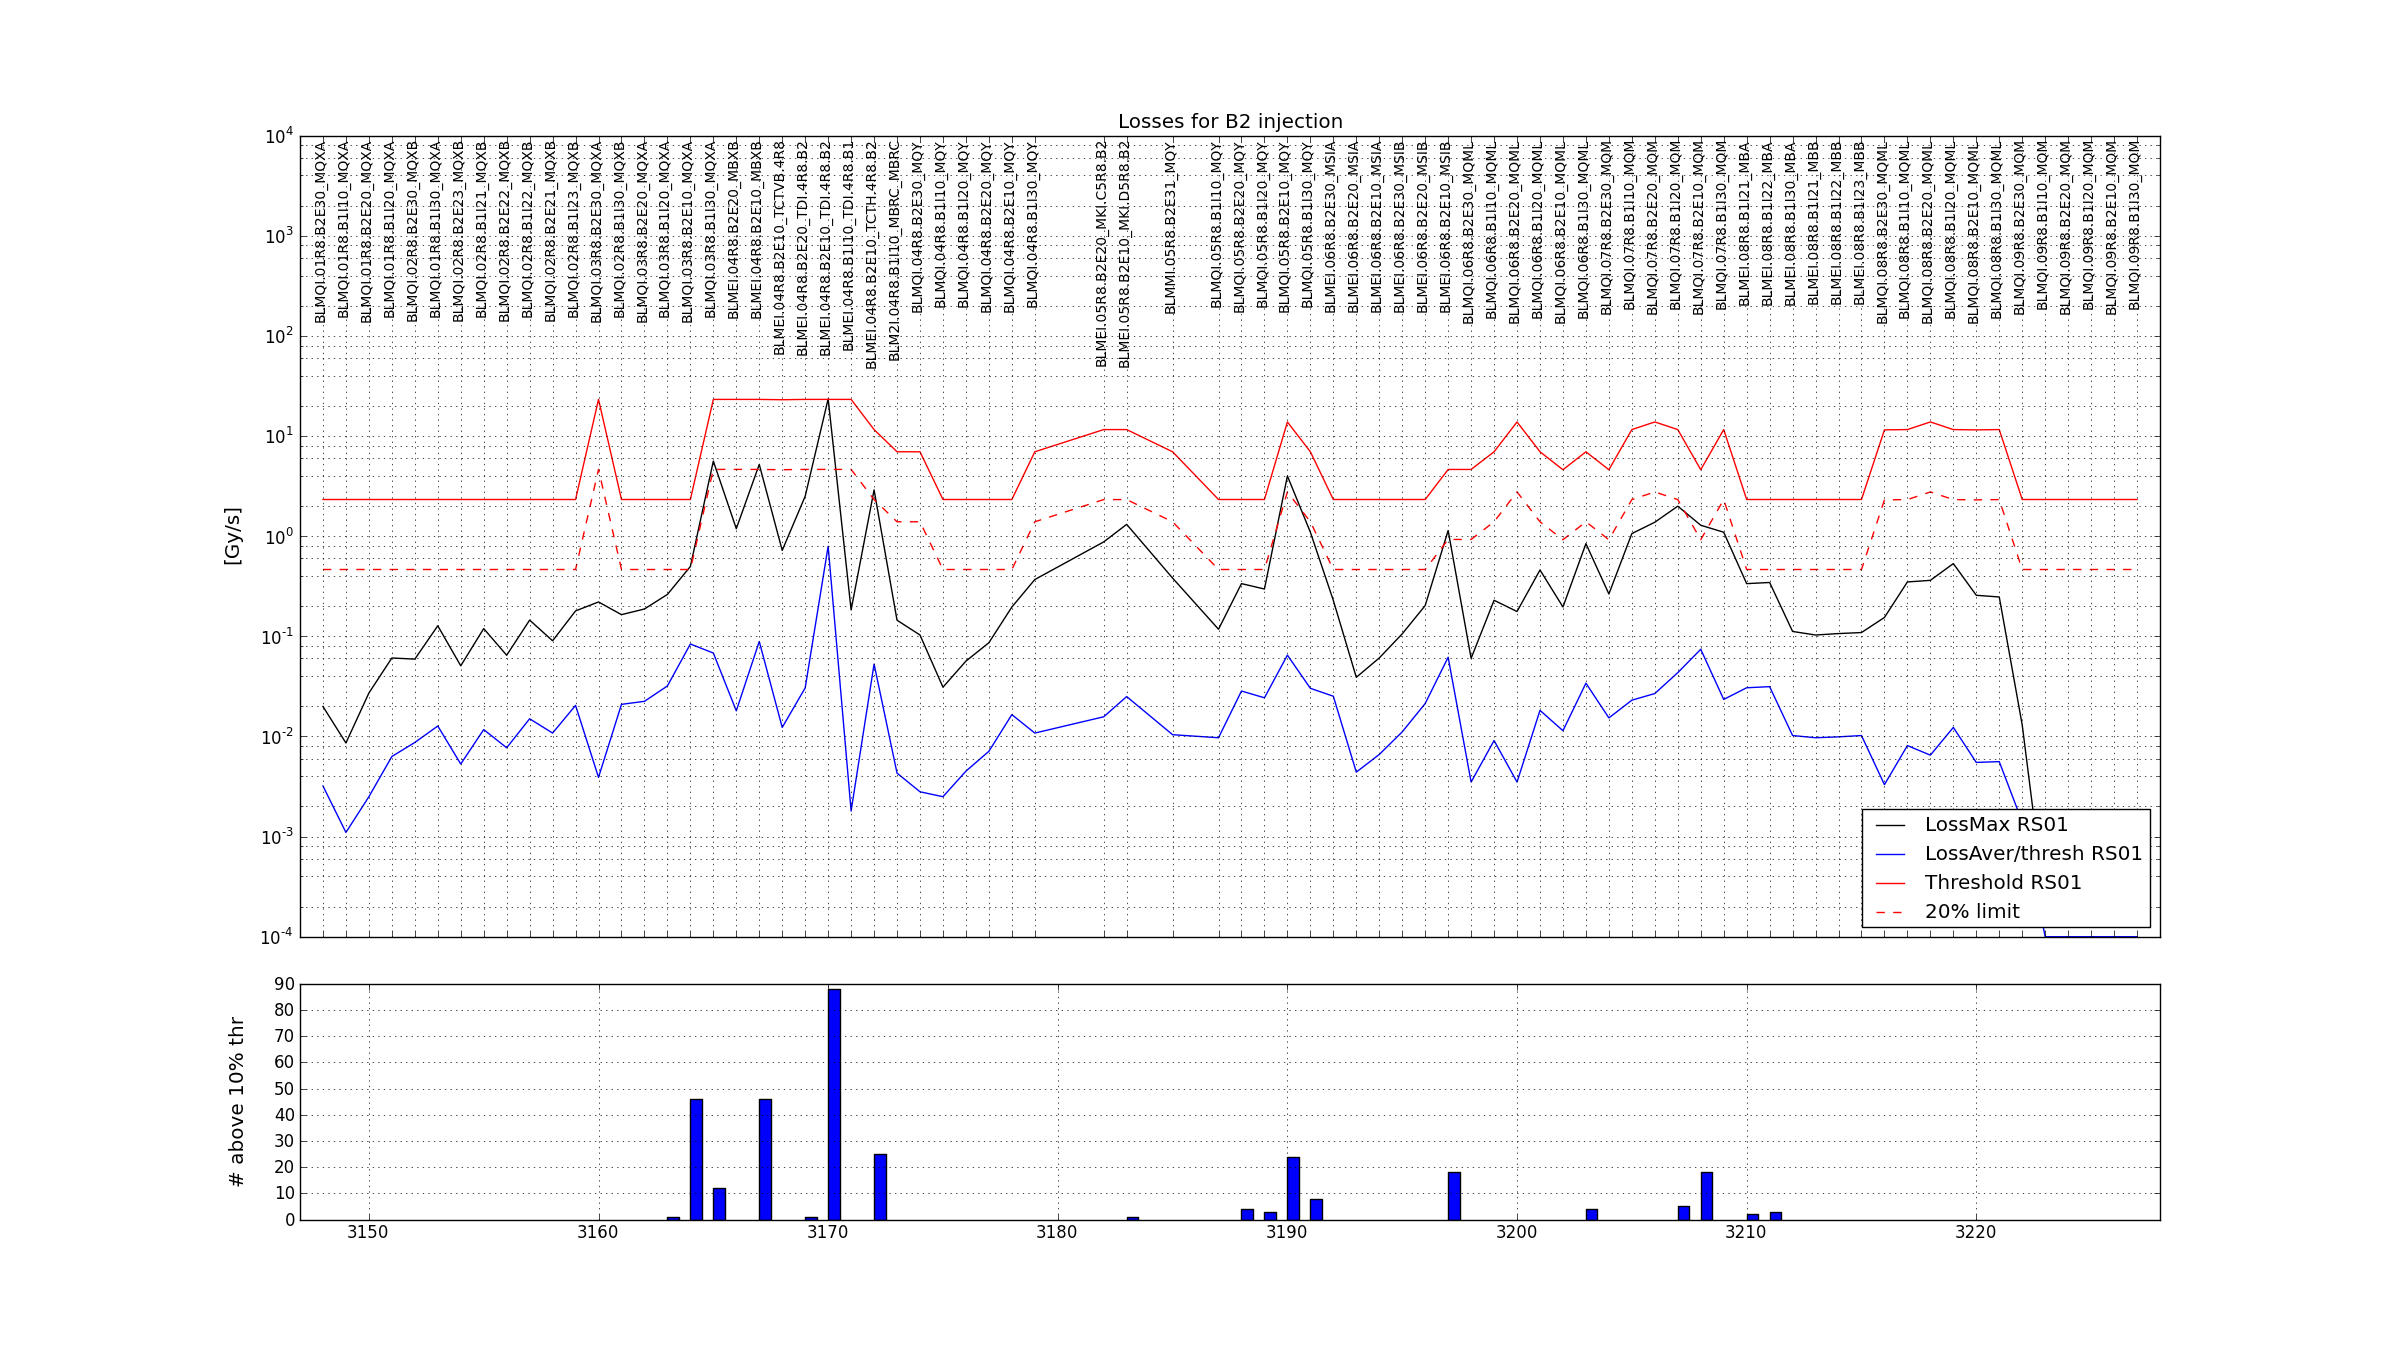 Losses for B2 injection
10^4
10^3
10^2
10^1
10^0
10^-1
10^-2
10^-3
10^-4
[Gy/s]
BLMQI.01R8.B2E30_MQXA
BLMQI.01R8.B1I10_MQXA
BLMQI.01R8.B2E20_MQXA
BLMQI.01R8.B1I20_MQXA
BLMQI.02R8.B2E30_MQXB
BLMQI.01R8.B1I30_MQXA
BLMQI.02R8.B2E23_MQXB
BLMQI.02R8.B1I21_MQXB
BLMQI.02R8.B2E22_MQXB
BLMQI.02R8.B1I22_MQXB
BLMQI.02R8.B2E21_MQXB
BLMQI.02R8.B1I23_MQXB
BLMQI.03R8.B2E30_MQXA
BLMQI.02R8.B1I30_MQXB
BLMQI.03R8.B2E20_MQXA
BLMQI.03R8.B1I20_MQXA
BLMQI.03R8.B2E10_MQXA
BLMQI.03R8.B1I30_MQXA
BLMEI.04R8.B2E20_MBXB
BLMEI.04R8.B2E10_MBXB
BLMEI.04R8.B2E10_TCTVB.4R8
BLMEI.04R8.B2E20_TDI.4R8.B2
BLMEI.04R8.B2E10_TDI.4R8.B2
BLMEI.04R8.B1I10_TDI.4R8.B1
BLMEI.04R8.B2E10_TCTH.4R8.B2
BLM2I.04R8.B1I10_MBRC_MBRC
BLMQI.04R8.B2E30_MQY
BLMQI.04R8.B1I10_MQY
BLMQI.04R8.B1I20_MQY
BLMQI.04R8.B2E20_MQY
BLMQI.04R8.B2E10_MQY
BLMQI.04R8.B1I30_MQY
BLMEI.05R8.B2E20_MKI.C5R8.B2
BLMEI.05R8.B2E10_MKI.D5R8.B2
BLMMI.05R8.B2E31_MQY
BLMQI.05R8.B1I10_MQY
BLMQI.05R8.B2E20_MQY
BLMQI.05R8.B1I20_MQY
BLMQI.05R8.B2E10_MQY
BLMQI.05R8.B1I30_MQY
BLMEI.06R8.B2E30_MSIA
BLMEI.06R8.B2E20_MSIA
BLMEI.06R8.B2E10_MSIA
BLMEI.06R8.B2E30_MSIB
BLMEI.06R8.B2E20_MSIB
BLMEI.06R8.B2E10_MSIB
BLMQI.06R8.B2E30_MQML
BLMQI.06R8.B1I10_MQML
BLMQI.06R8.B2E20_MQML
BLMQI.06R8.B1I20_MQML
BLMQI.06R8.B2E10_MQML
BLMQI.06R8.B1I30_MQML
BLMQI.07R8.B2E30_MQM
BLMQI.07R8.B1I10_MQM
BLMQI.07R8.B2E20_MQM
BLMQI.07R8.B1I20_MQM
BLMQI.07R8.B2E10_MQM
BLMQI.07R8.B1I30_MQM
BLMEI.08R8.B1I21_MBA
BLMEI.08R8.B1I22_MBA
BLMEI.08R8.B1I30_MBA
BLMEI.08R8.B1I21_MBB
BLMEI.08R8.B1I22_MBB
BLMEI.08R8.B1I23_MBB
BLMQI.08R8.B2E30_MQML
BLMQI.08R8.B1I10_MQML
BLMQI.08R8.B2E20_MQML
BLMQI.08R8.B1I20_MQML
BLMQI.08R8.B2E10_MQML
BLMQI.08R8.B1I30_MQML
BLMQI.09R8.B2E30_MQM
BLMQI.09R8.B1I10_MQM
BLMQI.09R8.B2E20_MQM
BLMQI.09R8.B1I20_MQM
BLMQI.09R8.B2E10_MQM
BLMQI.09R8.B1I30_MQM
LossMax RS01
LossAver/thresh RS01
Threshold RS01
20% limit
90
80
70
60
50
40
30
20
10
0
# above 10% thr
3150 3160 3170 3180 3190 3200 3210 3220